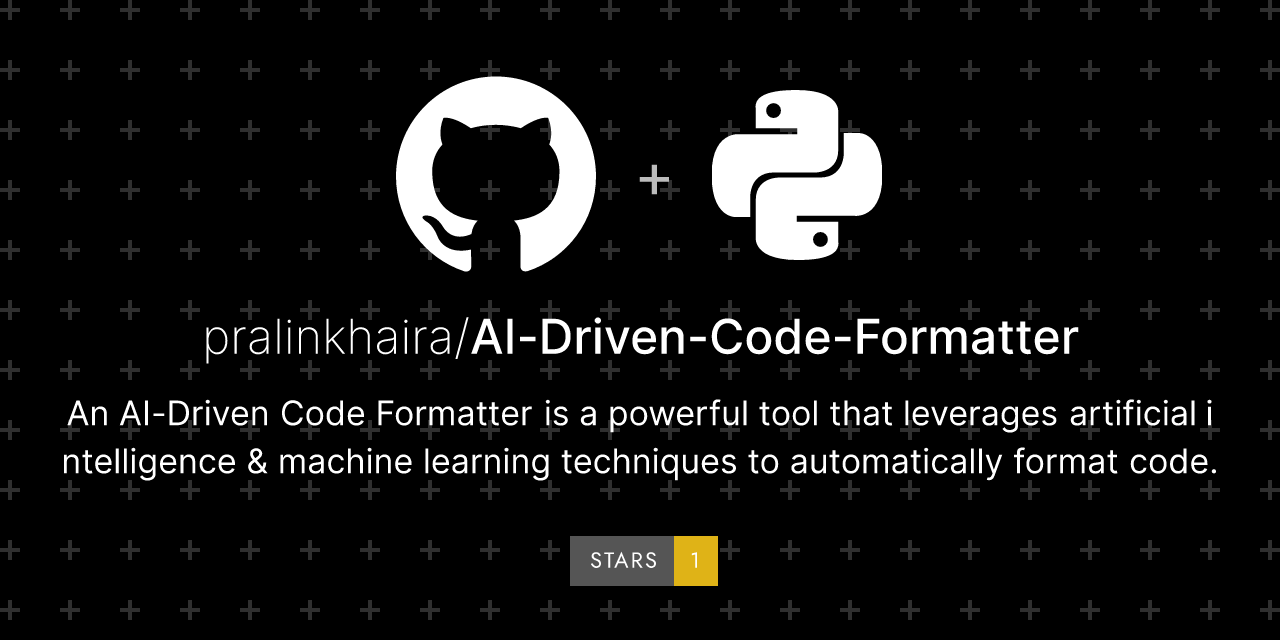 +
pralinkhaira/AI-Driven-Code-Formatter
An AI-Driven Code Formatter is a powerful tool that leverages artificial i
ntelligence & machine learning techniques to automatically format code.
STARS 1